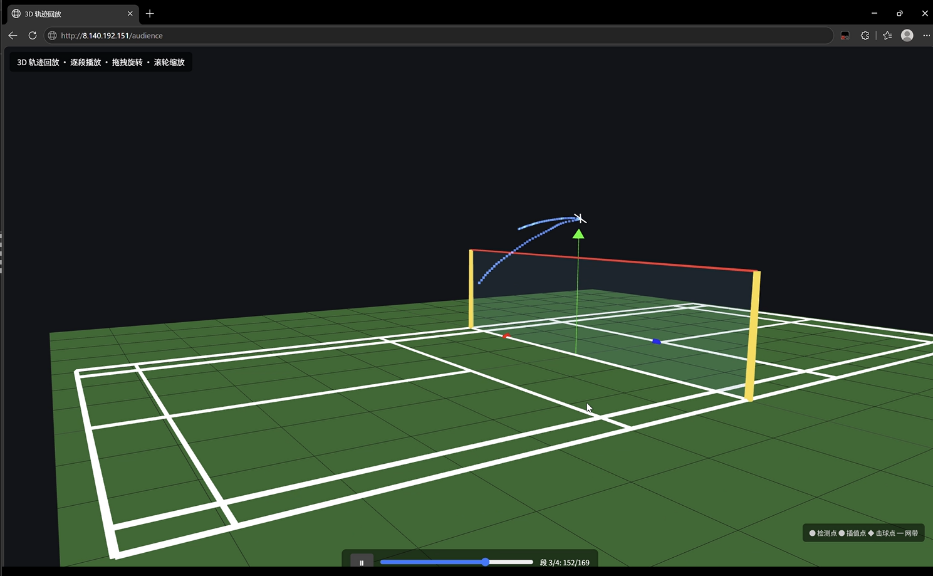 3D 轨迹回放
http://8.140.192.151/audience
3D 轨迹回放 • 逐段播放 • 拖拽旋转 • 滚轮缩放
检测点 插值点 击球点 — 网带
段 3/4: 152/169